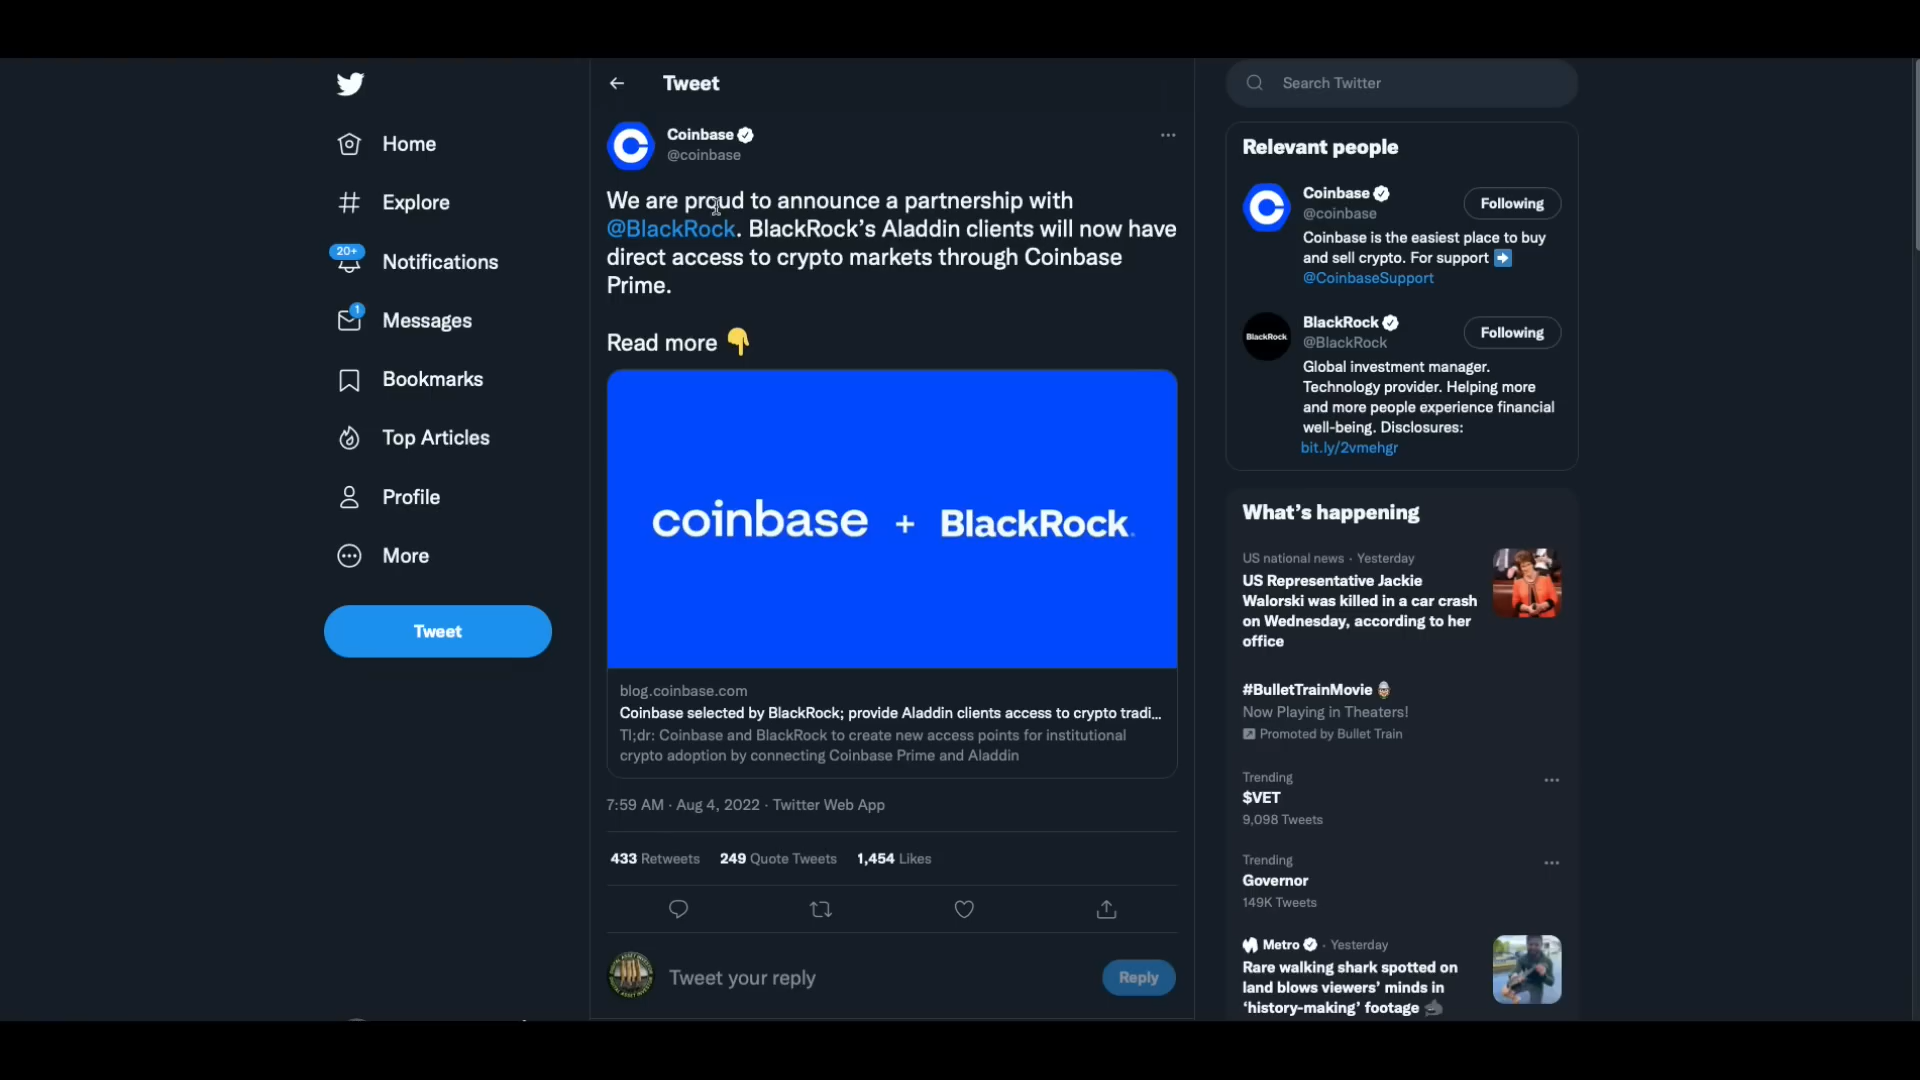 Home
Explore
20+
Notifications
1
Messages
Bookmarks
Top Articles
Profile
More
Tweet
Tweet
Coinbase
@coinbase
We are proud to announce a partnership with
@BlackRock. BlackRock's Aladdin clients will now have
direct access to crypto markets through Coinbase
Prime.
Read more 👇
coinbase + BlackRock.
blog.coinbase.com
Coinbase selected by BlackRock; provide Aladdin clients access to crypto tradi...
Tl;dr: Coinbase and BlackRock to create new access points for institutional
crypto adoption by connecting Coinbase Prime and Aladdin
7:59 AM · Aug 4, 2022 · Twitter Web App
433 Retweets 249 Quote Tweets 1,454 Likes
Tweet your reply
Reply
Search Twitter
Relevant people
Coinbase
@coinbase
Following
Coinbase is the easiest place to buy
and sell crypto. For support ➡️
@CoinbaseSupport
BlackRock
BlackRock
@BlackRock
Following
Global investment manager.
Technology provider. Helping more
and more people experience financial
well-being. Disclosures:
bit.ly/2vmehgr
What's happening
US national news · Yesterday
US Representative Jackie
Walorski was killed in a car crash
on Wednesday, according to her
office
#BulletTrainMovie
Now Playing in Theaters!
Promoted by Bullet Train
Trending
$VET
9,098 Tweets
Trending
Governor
149K Tweets
Metro · Yesterday
Rare walking shark spotted on
land blows viewers' minds in
'history-making' footage 🦈